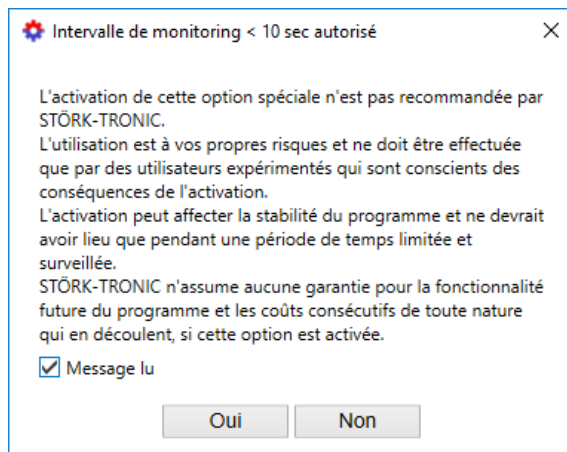 Intervalle de monitoring < 10 sec autorisé
L'activation de cette option spéciale n'est pas recommandée par
STÖRK-TRONIC.
L'utilisation est à vos propres risques et ne doit être effectuée
que par des utilisateurs expérimentés qui sont conscients des
conséquences de l'activation.
L'activation peut affecter la stabilité du programme et ne devrait
avoir lieu que pendant une période de temps limitée et
surveillée.
STÖRK-TRONIC n'assume aucune garantie pour la fonctionnalité
future du programme et les coûts consécutifs de toute nature
qui en découlent, si cette option est activée.
Message lu
Oui Non